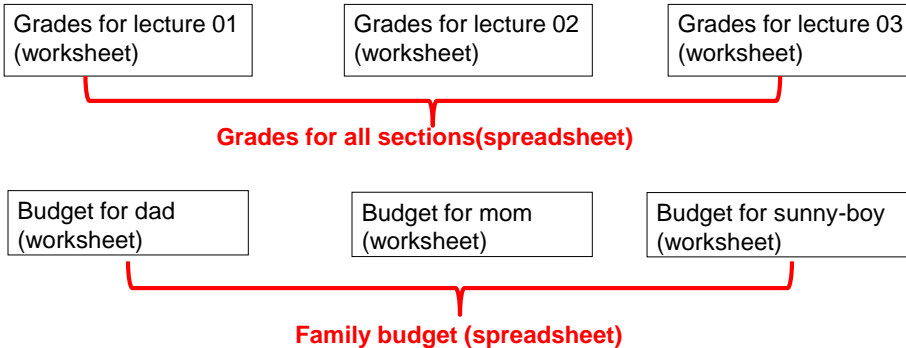 Grades for lecture 01
(worksheet)
Grades for lecture 02
(worksheet)
Grades for lecture 03
(worksheet)
Grades for all sections(spreadsheet)
Budget for dad
(worksheet)
Budget for mom
(worksheet)
Budget for sunny-boy
(worksheet)
Family budget (spreadsheet)